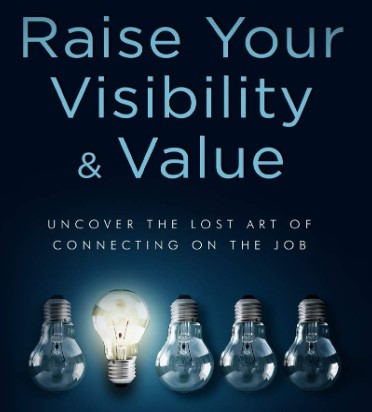 Raise Your
Visibility
& Value
UNCOVER THE LOST ART OF
CONNECTING ON THE JOB